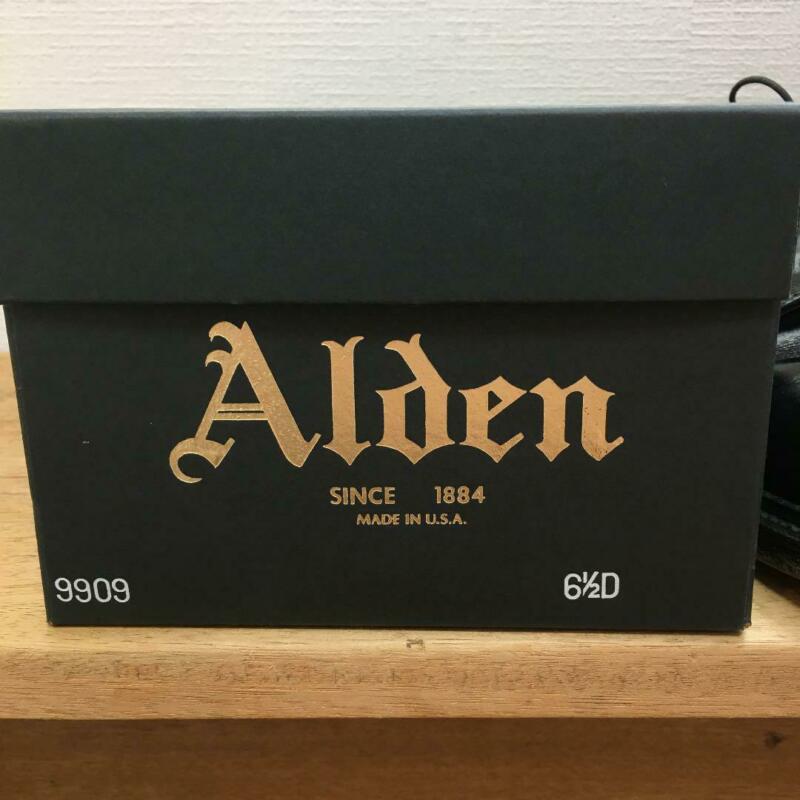 Alden
SINCE 1884
MADE IN U.S.A.
9909 6½D